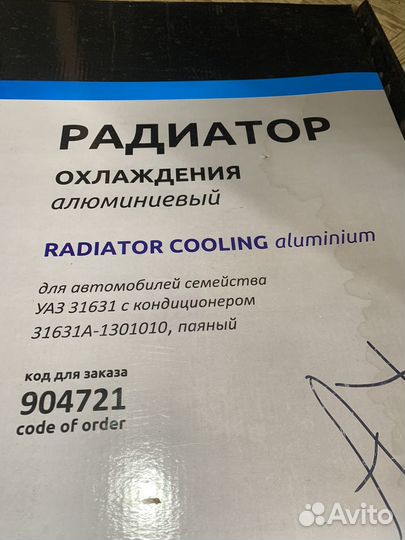 РАДИАТОР
ОХЛАЖДЕНИЯ
алюминиевый
RADIATOR COOLING aluminium
для автомобилей семейства
УАЗ 31631 с кондиционером
31631А-1301010, паяный
код для заказа
904721
code of order
Avito